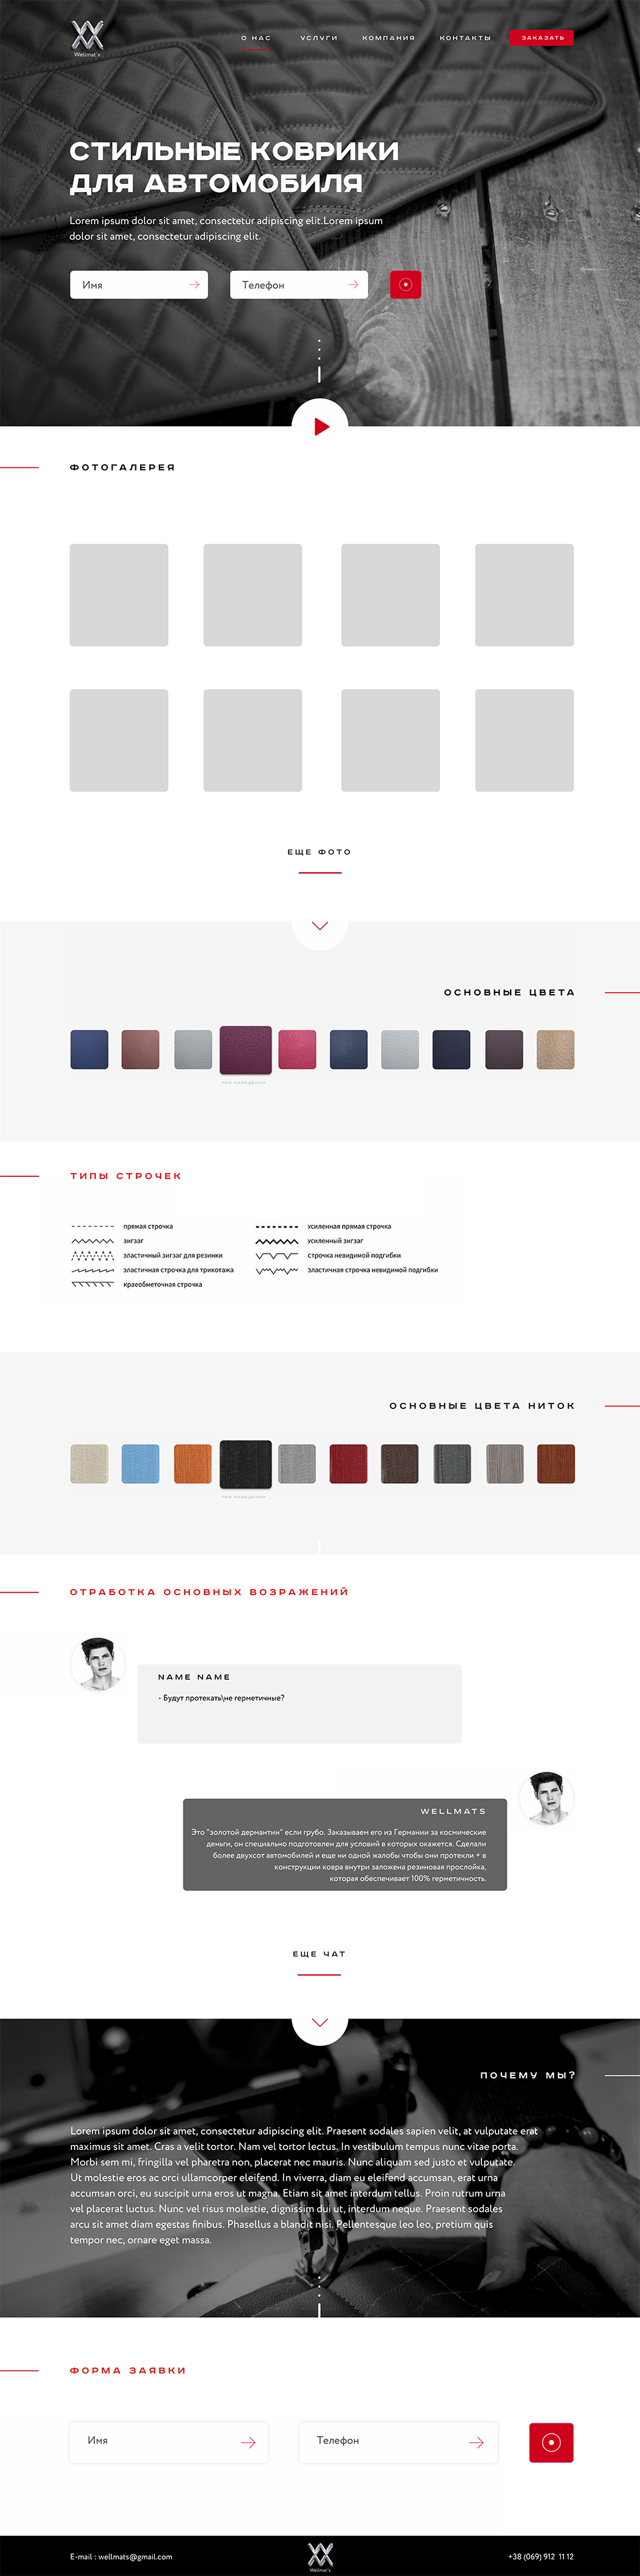 Wellmat`s
О НАС
УСЛУГИ
КОМПАНИЯ
КОНТАКТЫ
ЗАКАЗАТЬ
СТИЛЬНЫЕ КОВРИКИ
ДЛЯ АВТОМОБИЛЯ
Lorem ipsum dolor sit amet, consectetur adipiscing elit.Lorem ipsum
dolor sit amet, consectetur adipiscing elit.
Имя
Телефон
ФОТОГАЛЕРЕЯ
ЕЩЕ ФОТО
ОСНОВНЫЕ ЦВЕТА
ПРИ НАВЕДЕНИИ
ТИПЫ СТРОЧЕК
прямая строчка
усиленная прямая строчка
зигзаг
усиленный зигзаг
эластичный зигзаг для резинки
строчка невидимой подгибки
эластичная строчка для трикотажа
эластичная строчка невидимой подгибки
краеобметочная строчка
ОСНОВНЫЕ ЦВЕТА НИТОК
ПРИ НАВЕДЕНИИ
ОТРАБОТКА ОСНОВНЫХ ВОЗРАЖЕНИЙ
NAME NAME
- Будут протекать\не герметичные?
WELLMATS
Это "золотой дермантин" если грубо. Заказываем его из Германии за космические
деньги, он специально подготовлен для условий в которых окажется. Сделали
более двухсот автомобилей и еще ни одной жалобы чтобы они протекли + в
конструкции ковра внутри заложена резиновая прослойка,
которая обеспечивает 100% герметичность.
ЕЩЕ ЧАТ
ПОЧЕМУ МЫ?
Lorem ipsum dolor sit amet, consectetur adipiscing elit. Praesent sodales sapien velit, at vulputate erat
maximus sit amet. Cras a velit tortor. Nam vel tortor lectus. In vestibulum tempus nunc vitae porta.
Morbi sem mi, fringilla vel pharetra non, placerat nec mauris. Nunc aliquam sed justo et vulputate.
Ut molestie eros ac orci ullamcorper eleifend. In viverra, diam eu eleifend accumsan, erat urna
accumsan orci, eu suscipit urna eros ut magna. Etiam sit amet interdum tellus. Proin rutrum urna
vel placerat luctus. Nunc vel risus molestie, dignissim dui ut, interdum neque. Praesent sodales
arcu sit amet diam egestas finibus. Phasellus a blandit nisi. Pellentesque leo leo, pretium quis
tempor nec, ornare eget massa.
ФОРМА ЗАЯВКИ
Имя
Телефон
E-mail : wellmats@gmail.com
Wellmat`s
+38 (069) 912 11 12